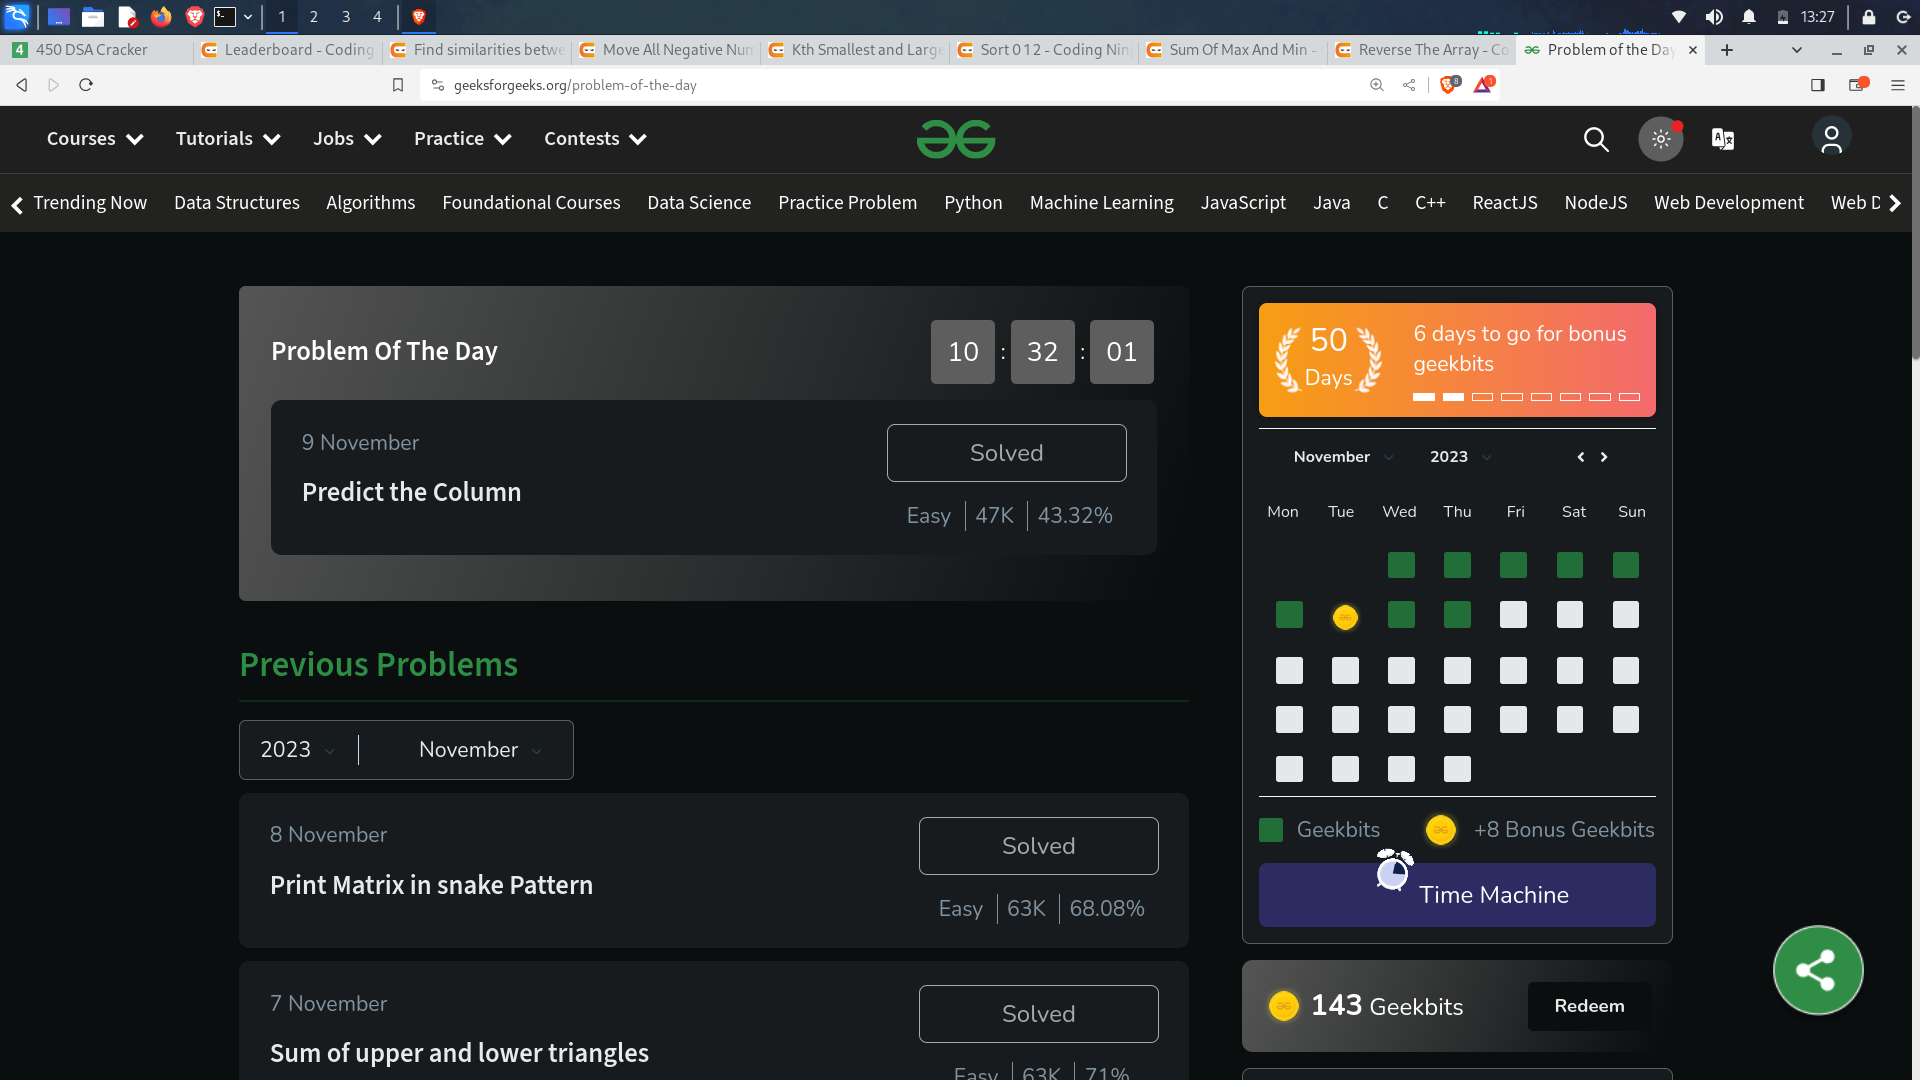 1 2 3 4 13:27
4 450 DSA Cracker Leaderboard - Coding Find similarities betwe Move All Negative Num Kth Smallest and Large Sort 0 1 2 - Coding Nin Sum Of Max And Min - Reverse The Array - Co Problem of the Day
geeksforgeeks.org/problem-of-the-day 8 1
Courses Tutorials Jobs Practice Contests
Trending Now Data Structures Algorithms Foundational Courses Data Science Practice Problem Python Machine Learning JavaScript Java C C++ ReactJS NodeJS Web Development Web D
Problem Of The Day
10 : 32 : 01
9 November
Solved
Predict the Column
Easy 47K 43.32%
Previous Problems
2023 November
8 November
Solved
Print Matrix in snake Pattern
Easy 63K 68.08%
7 November
Solved
Sum of upper and lower triangles
Easy 63K 71%
50
Days
6 days to go for bonus
geekbits
November 2023
Mon Tue Wed Thu Fri Sat Sun
Geekbits +8 Bonus Geekbits
Time Machine
143 Geekbits
Redeem